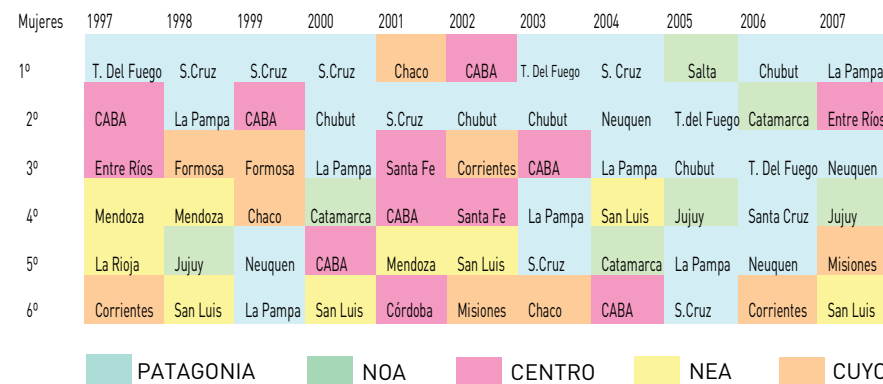 Mujeres 1997 1998 1999 2000 2001 2002 2003 2004 2005 2006 2007
1º T. Del Fuego S.Cruz S.Cruz S.Cruz Chaco CABA T. Del Fuego S. Cruz Salta Chubut La Pampa
2º CABA La Pampa CABA Chubut S.Cruz Chubut Chubut Neuquen T.del Fuego Catamarca Entre Ríos
3º Entre Ríos Formosa Formosa La Pampa Santa Fe Corrientes CABA La Pampa Chubut T. Del Fuego Neuquen
4º Mendoza Mendoza Chaco Catamarca CABA Santa Fe La Pampa San Luis Jujuy Santa Cruz Jujuy
5º La Rioja Jujuy Neuquen CABA Mendoza San Luis S.Cruz Catamarca La Pampa Neuquen Misiones
6º Corrientes San Luis La Pampa San Luis Córdoba Misiones Chaco CABA S.Cruz Corrientes San Luis
PATAGONIA NOA CENTRO NEA CUYO